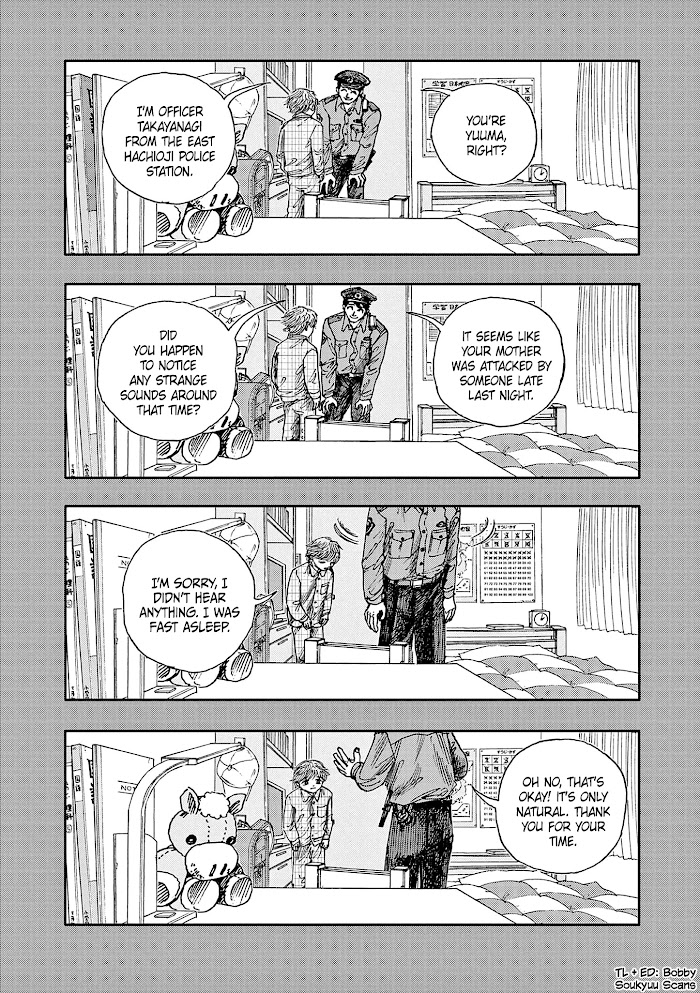 YOU'RE
YUUMA,
RIGHT?
I'M OFFICER
TAKAYANAGI
FROM THE EAST
HACHIOJI POLICE
STATION.
IT SEEMS LIKE
YOUR MOTHER
WAS ATTACKED BY
SOMEONE LATE
LAST NIGHT.
DID
YOU HAPPEN
TO NOTICE
ANY STRANGE
SOUNDS AROUND
THAT TIME?
I'M SORRY, I
DIDN'T HEAR
ANYTHING. I WAS
FAST ASLEEP.
OH NO, THAT'S
OKAY! IT'S ONLY
NATURAL. THANK
YOU FOR YOUR
TIME.
TL + ED: Bobby
Soukyuu Scans